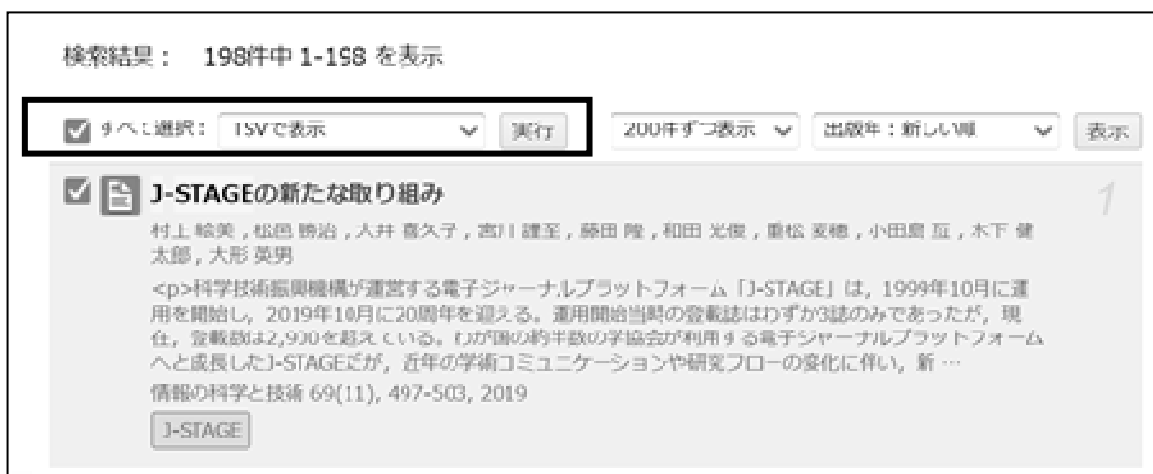 検索結果： 198件中 1-198 を表示
すべて選択： TSVで表示 実行 200件ずつ表示 出版年：新しい順 表示
J-STAGEの新たな取り組み 1
村上 , 松邑 勝治 , 喜久子 , 宮川 謹至 , 藤田 隆 , 和田 光俊 , 重松 麦穂 , 小田島 亙 , 木下 健
太郎 , 大形 英男
<p>科学技術振興機構が運営する電子ジャーナルプラットフォーム「J-STAGE」は，1999年10月に運
用を開始し，2019年10月に20周年を迎える。運用開始当時の登載誌はわずか3誌のみであったが，現
在，登載数は2,900を超えている。わが国の約半数の学協会が利用する電子ジャーナルプラットフォーム
へと成長したJ-STAGEだが，近年の学術コミュニケーションや研究フローの変化に伴い，新 …
情報の科学と技術 69(11), 497-503, 2019
J-STAGE